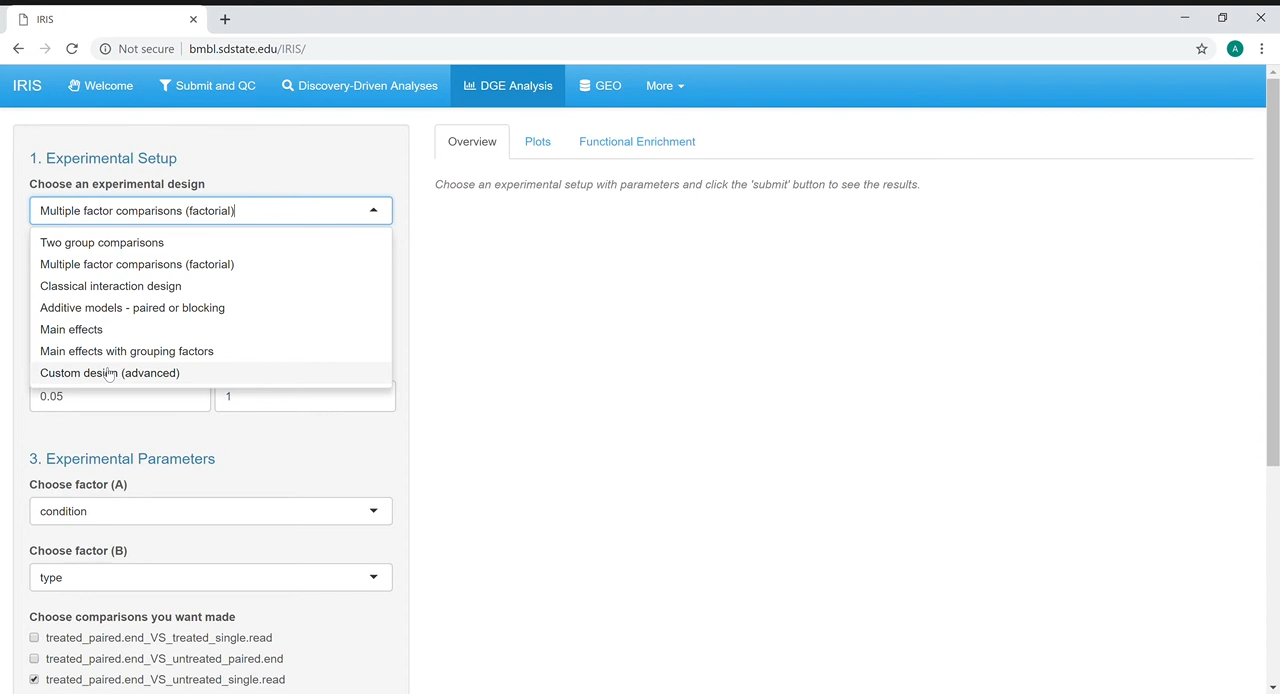 IRIS
Not secure bmbl.sdstate.edu/IRIS/
A
IRIS Welcome Submit and QC Discovery-Driven Analyses DGE Analysis GEO More
1. Experimental Setup
Choose an experimental design
Multiple factor comparisons (factorial)
Two group comparisons
Multiple factor comparisons (factorial)
Classical interaction design
Additive models - paired or blocking
Main effects
Main effects with grouping factors
Custom design (advanced)
0.05 1
3. Experimental Parameters
Choose factor (A)
condition
Choose factor (B)
type
Choose comparisons you want made
treated_paired.end_VS_treated_single.read
treated_paired.end_VS_untreated_paired.end
treated_paired.end_VS_untreated_single.read
Overview Plots Functional Enrichment
Choose an experimental setup with parameters and click the 'submit' button to see the results.